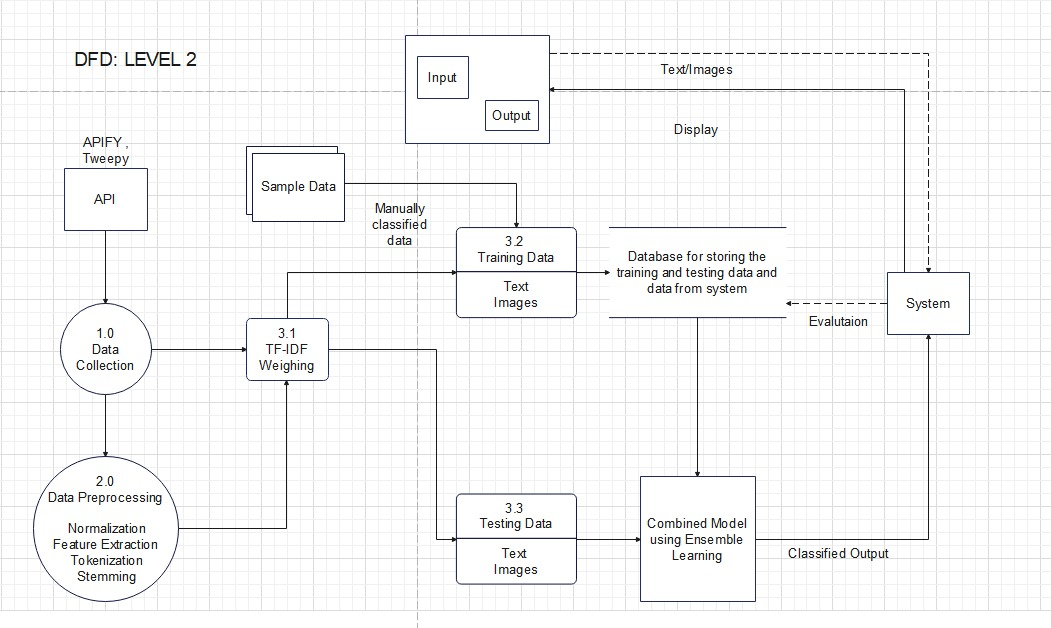 DFD: LEVEL 2
Input
Output
Text/Images
Display
APIFY ,
Tweepy
API
Sample Data
Manually
classified
data
3.2
Training Data
Text
Images
Database for storing the
training and testing data and
data from system
System
Evalutaion
1.0
Data
Collection
3.1
TF-IDF
Weighing
2.0
Data Preprocessing
Normalization
Feature Extraction
Tokenization
Stemming
3.3
Testing Data
Text
Images
Combined Model
using Ensemble
Learning
Classified Output